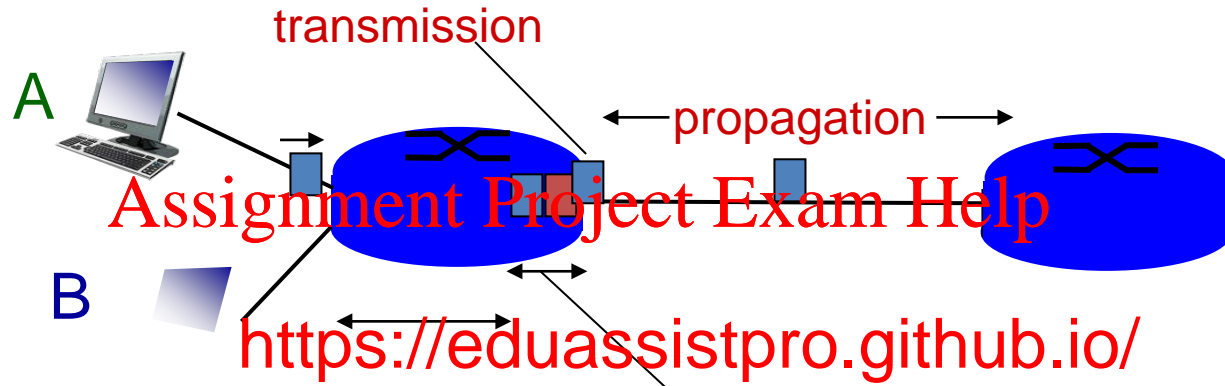 transmission
A
propagation
Assignment Project Exam Help
B
https://eduassistpro.github.io/